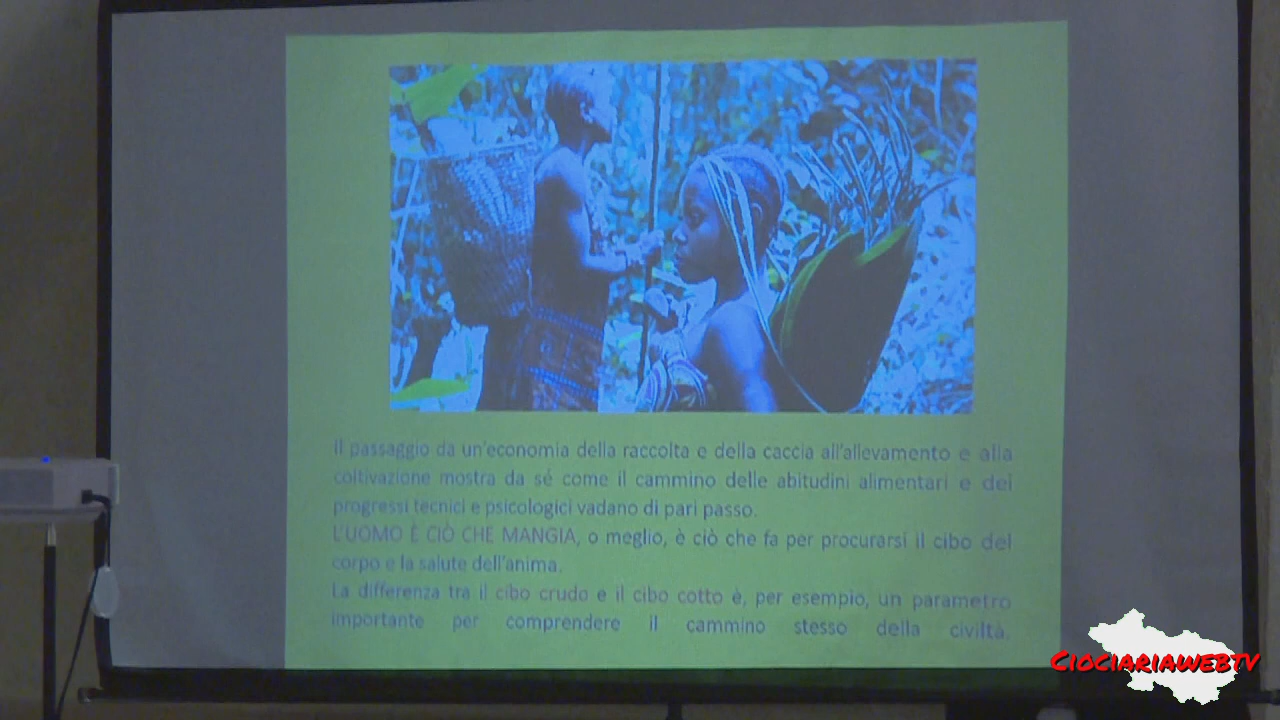 Il passaggio da un'economia della raccolta e della caccia all'allevamento e alla
coltivazione mostra da sé come il cammino delle abitudini alimentari e dei
progressi tecnici e psicologici vadano di pari passo.
L'UOMO È CIÒ CHE MANGIA, o meglio, è ciò che fa per procurarsi il cibo del
corpo e la salute dell'anima.
La differenza tra il cibo crudo e il cibo cotto è, per esempio, un parametro
importante per comprendere il cammino stesso della civiltà.
CIOCIARIAWEBTV